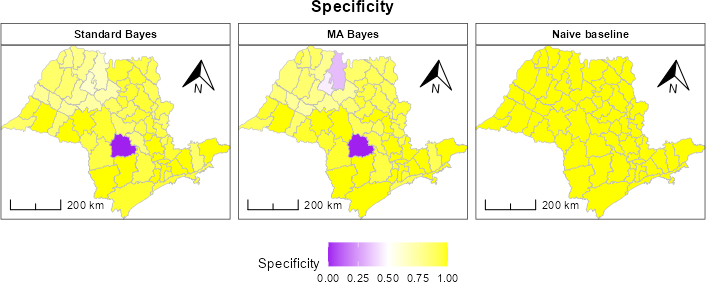 Specificity
Standard Bayes
MA Bayes
Naive baseline
N
N
N
200 km
200 km
200 km
Specificity
0.00 0.25 0.50 0.75 1.00